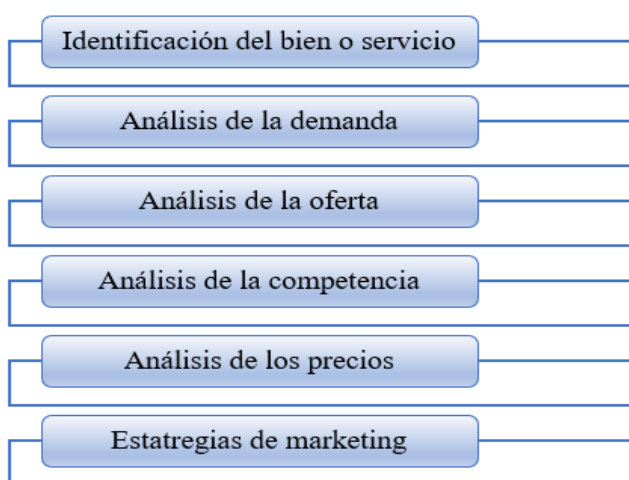 Identificación del bien o servicio
Análisis de la demanda
Análisis de la oferta
Análisis de la competencia
Análisis de los precios
Estatregias de marketing